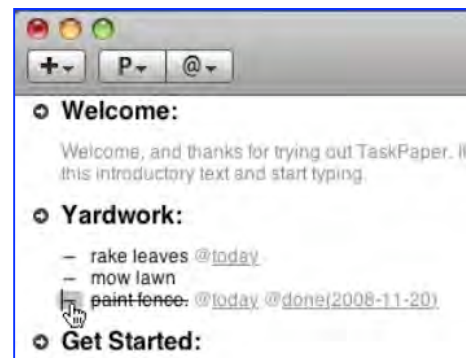 P @
Welcome:
Welcome, and thanks for trying out TaskPaper.
this introductory text and start typing.
Yardwork:
– rake leaves @today
– mow lawn
– paint fence. @today @done(2008-11-20)
Get Started: